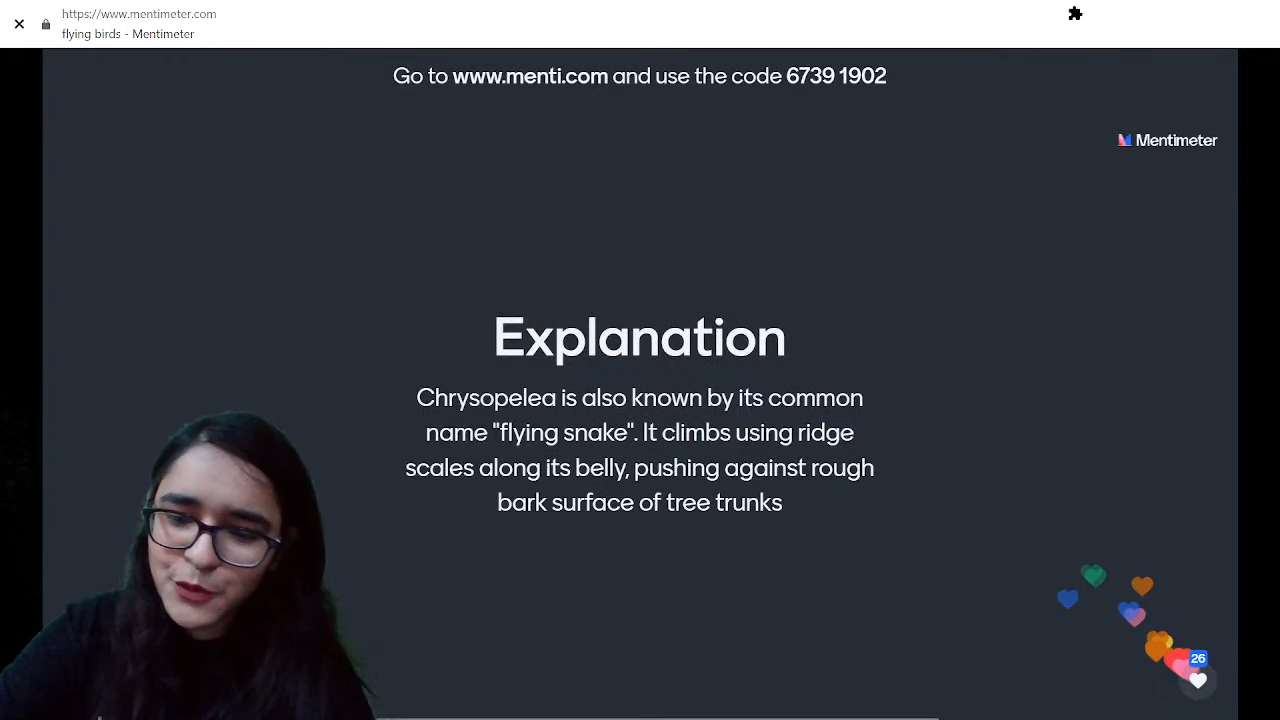 https://www.mentimeter.com
flying birds - Mentimeter
Go to www.menti.com and use the code 6739 1902
Mentimeter
Explanation
Chrysopelea is also known by its common
name "flying snake". It climbs using ridge
scales along its belly, pushing against rough
bark surface of tree trunks
26